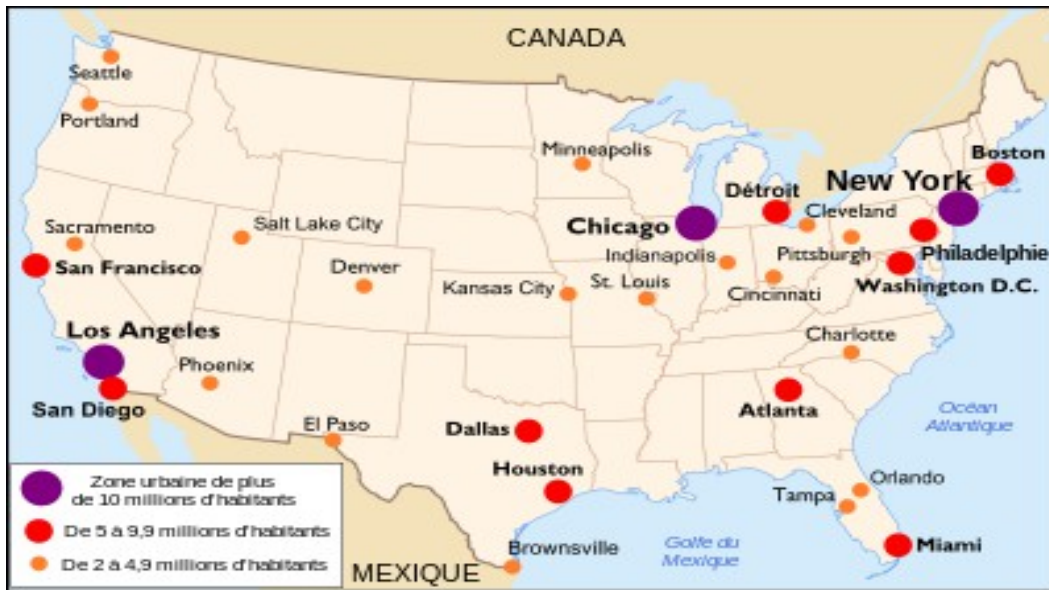 CANADA
Seattle
Portland
Minneapolis
Boston
New York
Détroit
Cleveland
Chicago
Sacramento
Salt Lake City
Indianapolis
Pittsburgh
Philadelphie
San Francisco
Denver
Kansas City
St. Louis
Cincinnati
Washington D.C.
Los Angeles
Phoenix
Charlotte
San Diego
El Paso
Dallas
Atlanta
Océan
Atlantique
Houston
Orlando
Tampa
Zone urbaine de plus
de 10 millions d'habitants
De 5 à 9,9 millions d'habitants
De 2 à 4,9 millions d'habitants
Brownsville
Golfe du
Mexique
Miami
MEXIQUE